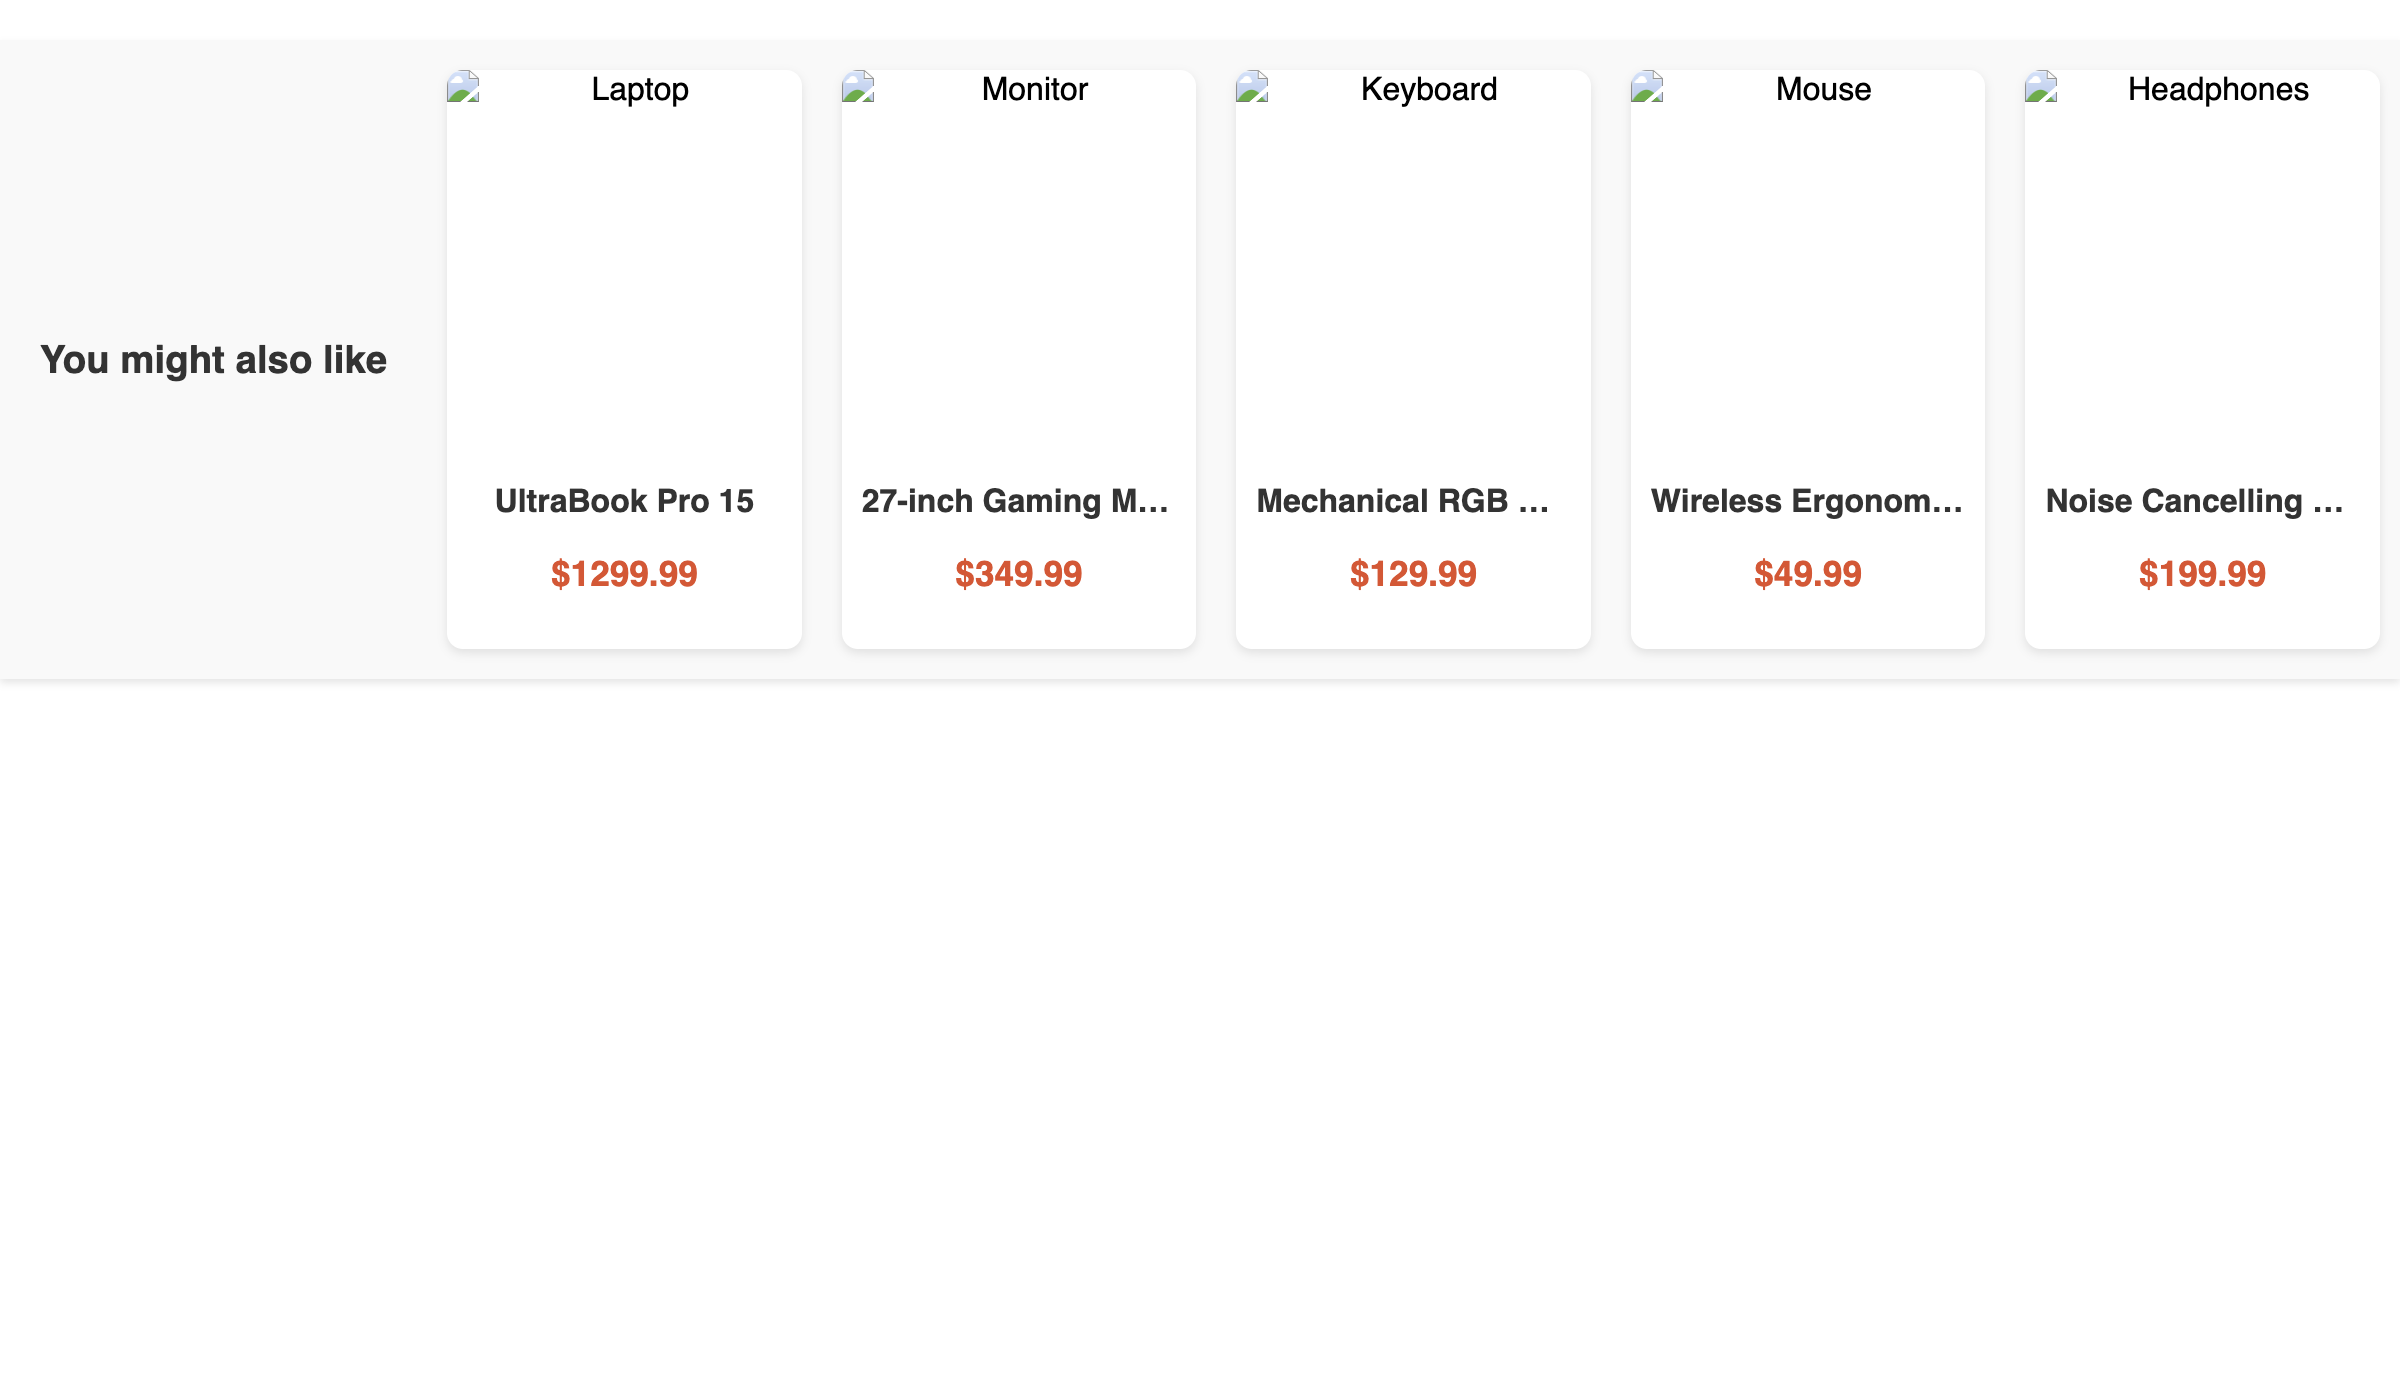 You might also like
Laptop
UltraBook Pro 15
$1299.99
Monitor
27-inch Gaming M...
$349.99
Keyboard
Mechanical RGB ...
$129.99
Mouse
Wireless Ergonom...
$49.99
Headphones
Noise Cancelling ...
$199.99